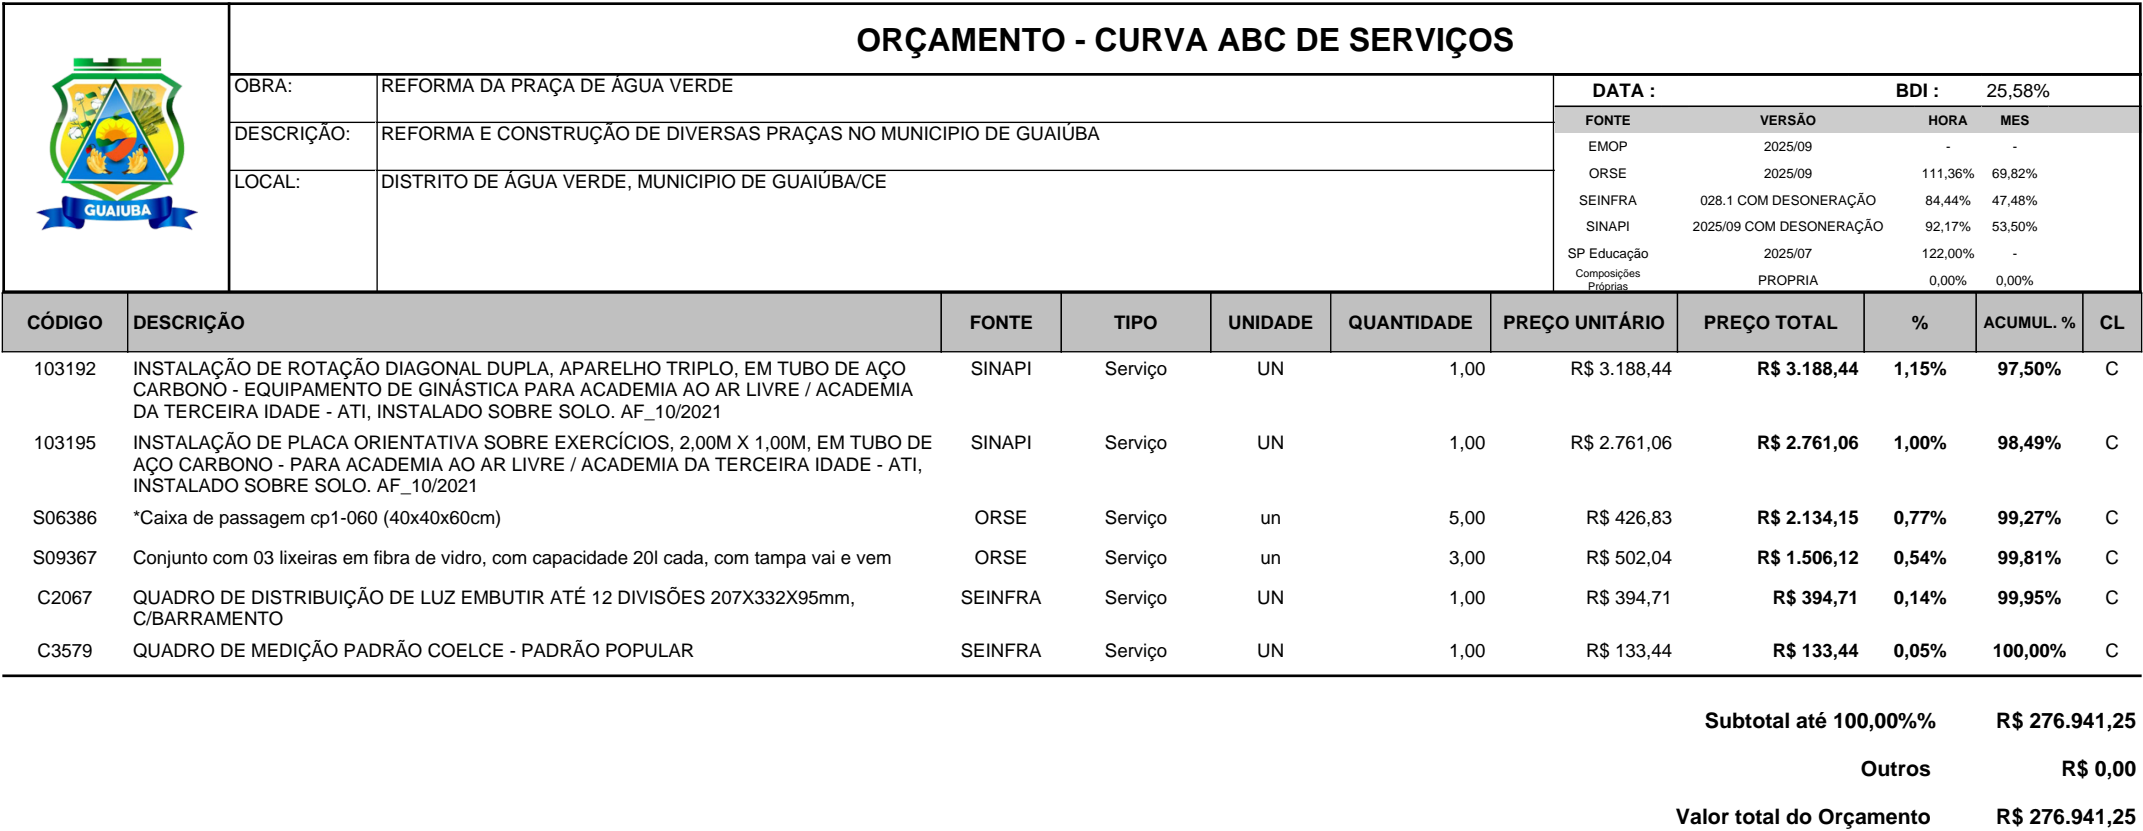 ORÇAMENTO - CURVA ABC DE SERVIÇOS
GUAIUBA
OBRA: REFORMA DA PRAÇA DE ÁGUA VERDE
DESCRIÇÃO: REFORMA E CONSTRUÇÃO DE DIVERSAS PRAÇAS NO MUNICIPIO DE GUAIÚBA
LOCAL: DISTRITO DE ÁGUA VERDE, MUNICIPIO DE GUAIÚBA/CE
DATA : BDI : 25,58%
FONTE VERSÃO HORA MES
EMOP 2025/09 - -
ORSE 2025/09 111,36% 69,82%
SEINFRA 028.1 COM DESONERAÇÃO 84,44% 47,48%
SINAPI 2025/09 COM DESONERAÇÃO 92,17% 53,50%
SP Educação 2025/07 122,00% -
Composições Próprias PROPRIA 0,00% 0,00%
CÓDIGO DESCRIÇÃO FONTE TIPO UNIDADE QUANTIDADE PREÇO UNITÁRIO PREÇO TOTAL % ACUMUL. % CL
103192 INSTALAÇÃO DE ROTAÇÃO DIAGONAL DUPLA, APARELHO TRIPLO, EM TUBO DE AÇO SINAPI Serviço UN 1,00 R$ 3.188,44 R$ 3.188,44 1,15% 97,50% C
CARBONO - EQUIPAMENTO DE GINÁSTICA PARA ACADEMIA AO AR LIVRE / ACADEMIA
DA TERCEIRA IDADE - ATI, INSTALADO SOBRE SOLO. AF_10/2021
103195 INSTALAÇÃO DE PLACA ORIENTATIVA SOBRE EXERCÍCIOS, 2,00M X 1,00M, EM TUBO DE SINAPI Serviço UN 1,00 R$ 2.761,06 R$ 2.761,06 1,00% 98,49% C
AÇO CARBONO - PARA ACADEMIA AO AR LIVRE / ACADEMIA DA TERCEIRA IDADE - ATI,
INSTALADO SOBRE SOLO. AF_10/2021
S06386 *Caixa de passagem cp1-060 (40x40x60cm) ORSE Serviço un 5,00 R$ 426,83 R$ 2.134,15 0,77% 99,27% C
S09367 Conjunto com 03 lixeiras em fibra de vidro, com capacidade 20l cada, com tampa vai e vem ORSE Serviço un 3,00 R$ 502,04 R$ 1.506,12 0,54% 99,81% C
C2067 QUADRO DE DISTRIBUIÇÃO DE LUZ EMBUTIR ATÉ 12 DIVISÕES 207X332X95mm, SEINFRA Serviço UN 1,00 R$ 394,71 R$ 394,71 0,14% 99,95% C
C/BARRAMENTO
C3579 QUADRO DE MEDIÇÃO PADRÃO COELCE - PADRÃO POPULAR SEINFRA Serviço UN 1,00 R$ 133,44 R$ 133,44 0,05% 100,00% C
Subtotal até 100,00%% R$ 276.941,25
Outros R$ 0,00
Valor total do Orçamento R$ 276.941,25